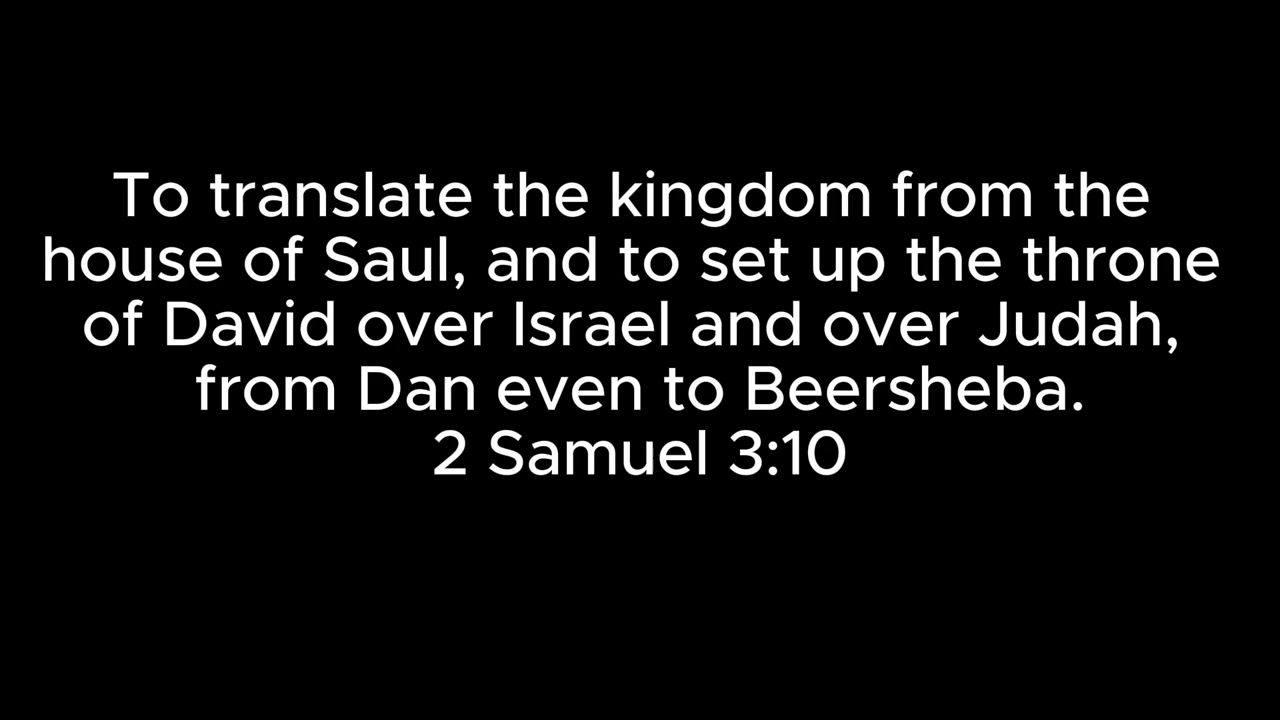 To translate the kingdom from the
house of Saul, and to set up the throne
of David over Israel and over Judah,
from Dan even to Beersheba.
2 Samuel 3:10